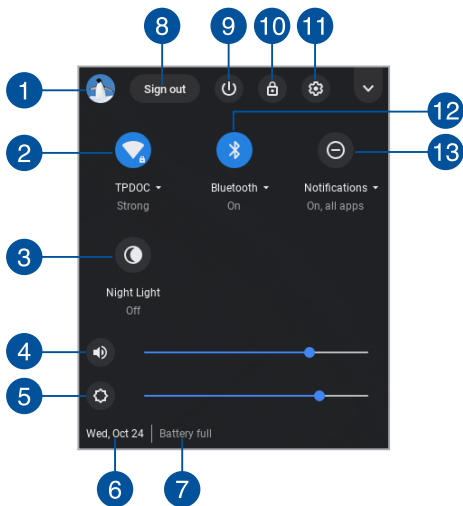 8 9 10 11
1 Sign out
12
2
13
TPDOC Bluetooth Notifications
Strong On On, all apps
3
Night Light
Off
4
5
Wed, Oct 24 Battery full
6 7